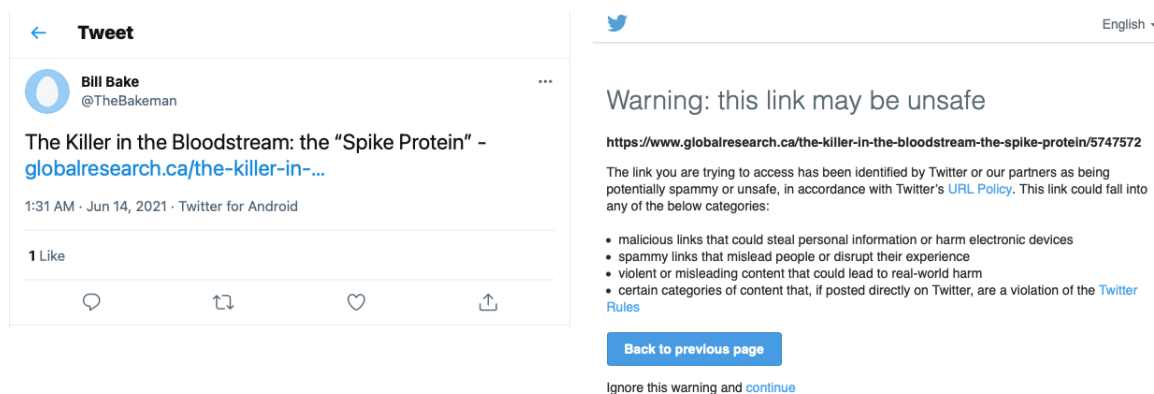 Tweet
Bill Bake
@TheBakeman
The Killer in the Bloodstream: the “Spike Protein” -
globalresearch.ca/the-killer-in-...
1:31 AM · Jun 14, 2021 · Twitter for Android
1 Like
English
Warning: this link may be unsafe
https://www.globalresearch.ca/the-killer-in-the-bloodstream-the-spike-protein/5747572
The link you are trying to access has been identified by Twitter or our partners as being
potentially spammy or unsafe, in accordance with Twitter’s URL Policy. This link could fall into
any of the below categories:
• malicious links that could steal personal information or harm electronic devices
• spammy links that mislead people or disrupt their experience
• violent or misleading content that could lead to real-world harm
• certain categories of content that, if posted directly on Twitter, are a violation of the Twitter
Rules
Back to previous page
Ignore this warning and continue